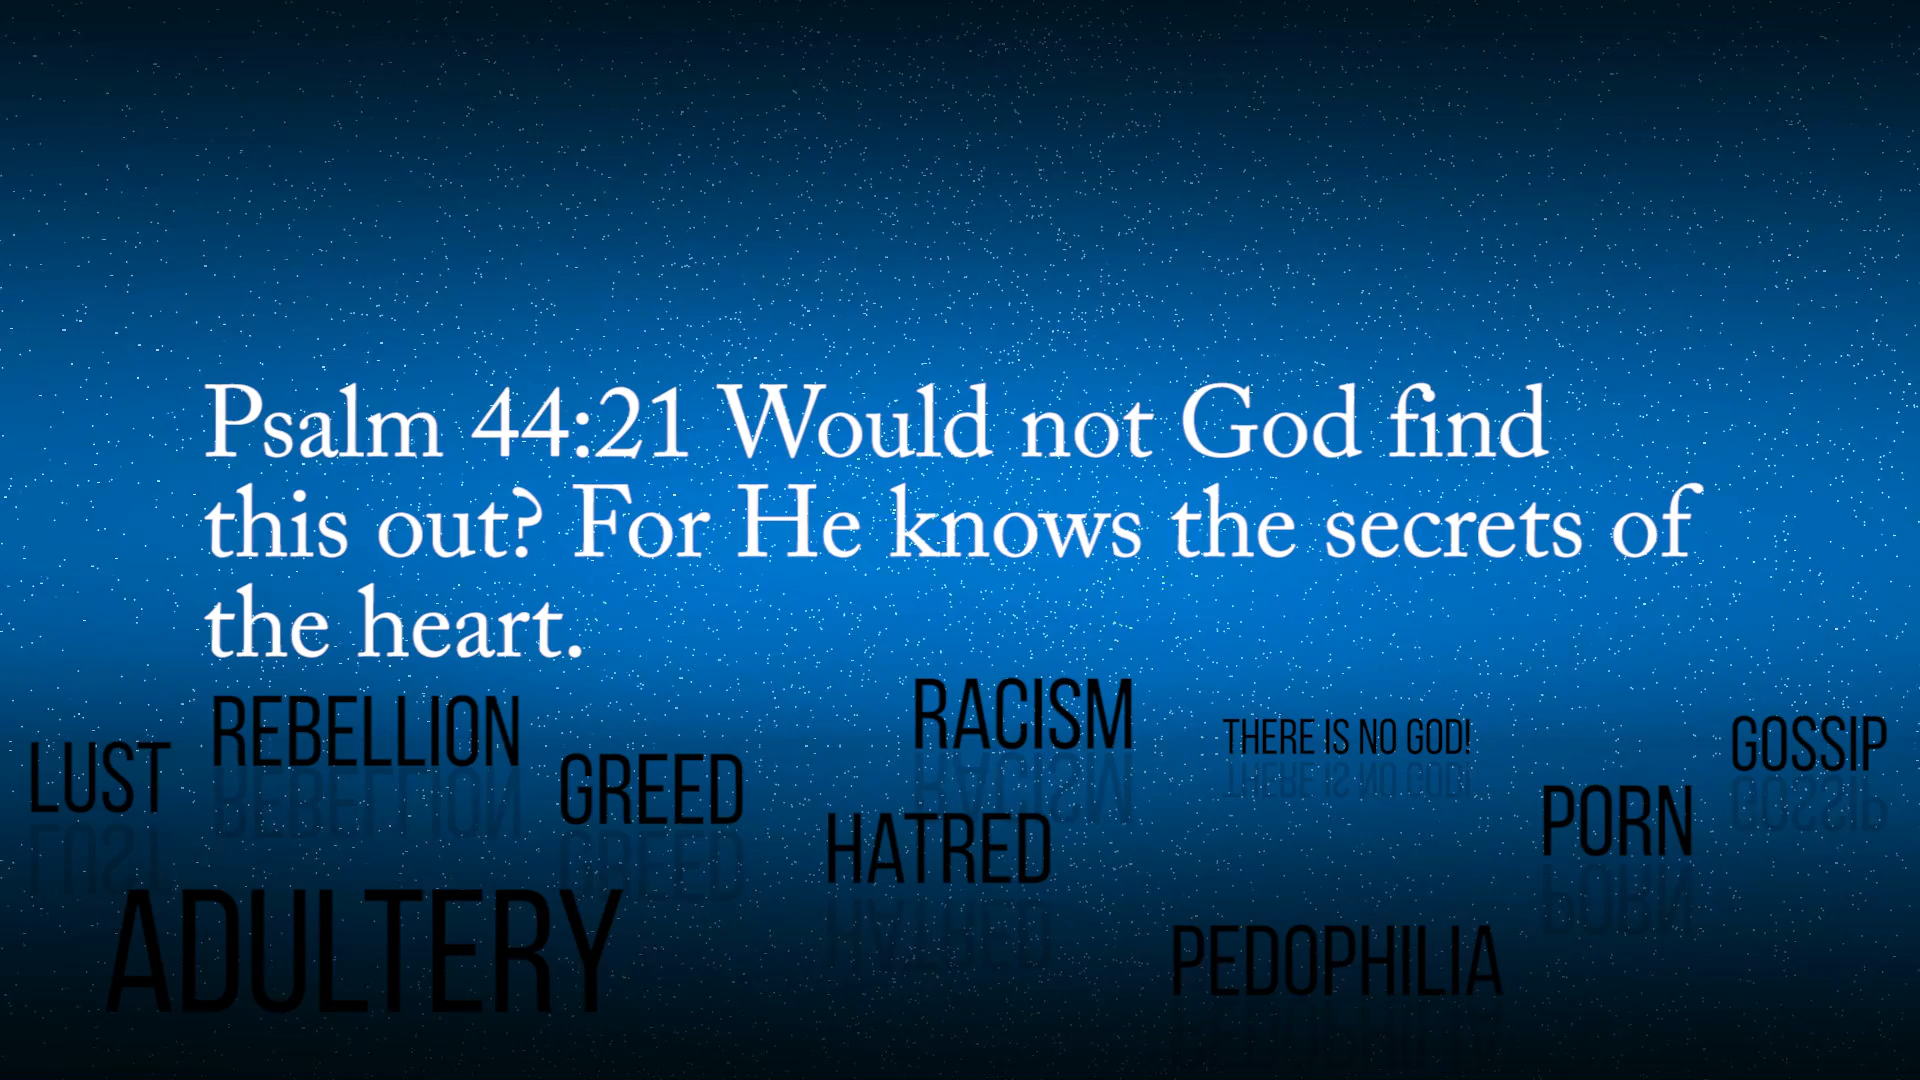 Psalm 44:21 Would not God find
this out? For He knows the secrets of
the heart.
RACISM
REBELLION
THERE IS NO GOD!
GOSSIP
LUST
GREED
PORN
HATRED
ADULTERY
PEDOPHILIA